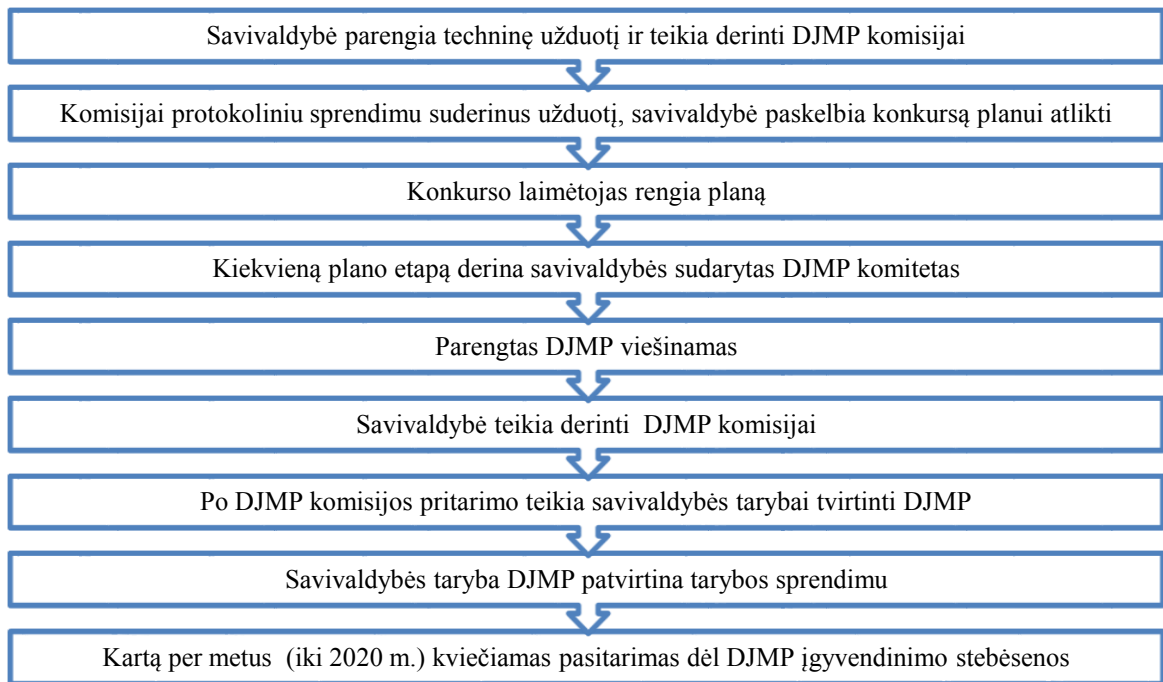 Savivaldybė parengia techninę užduotį ir teikia derinti DJMP komisijai
Komisijai protokoliniu sprendimu suderinus užduotį, savivaldybė paskelbia konkursą planui atlikti
Konkurso laimėtojas rengia planą
Kiekvieną plano etapą derina savivaldybės sudarytas DJMP komitetas
Parengtas DJMP viešinamas
Savivaldybė teikia derinti DJMP komisijai
Po DJMP komisijos pritarimo teikia savivaldybės tarybai tvirtinti DJMP
Savivaldybės taryba DJMP patvirtina tarybos sprendimu
Kartą per metus (iki 2020 m.) kviečiamas pasitarimas dėl DJMP įgyvendinimo stebėsenos